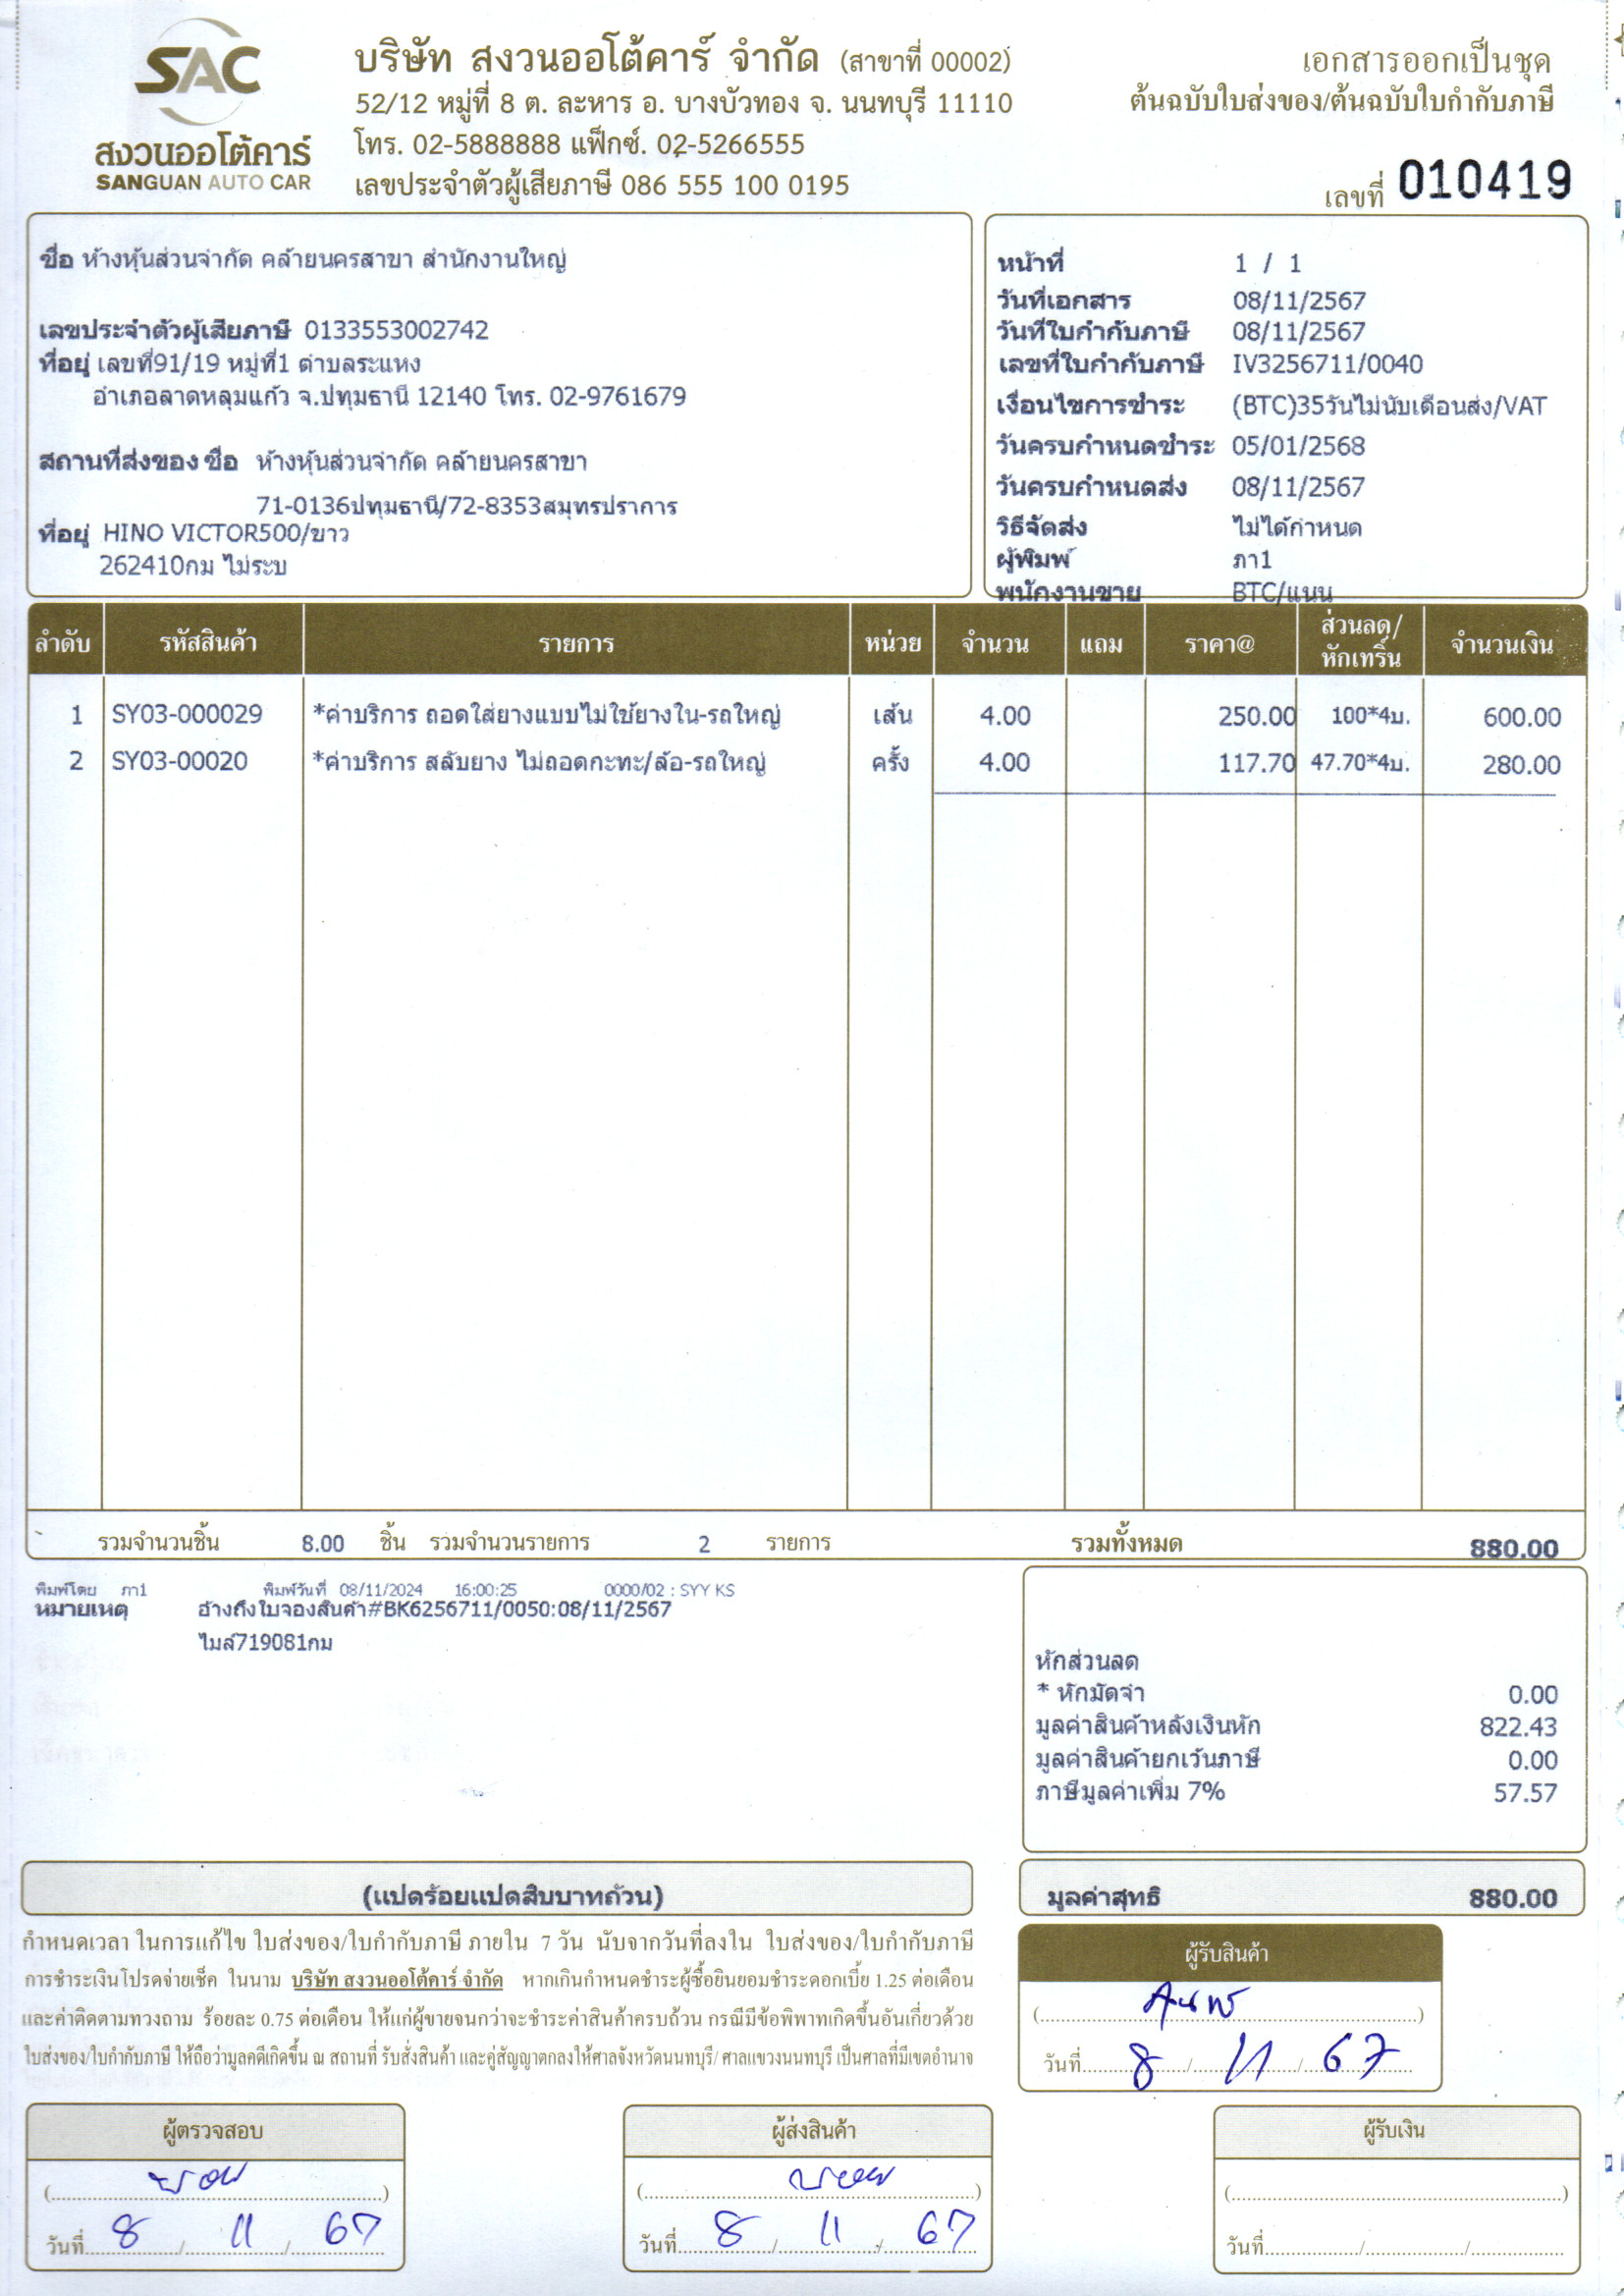 SAC
สงวนออโต้คาร์
SANGUAN AUTO CAR
บริษัท สงวนออโต้คาร์ จำกัด (สาขาที่ 00002)
52/12 หมู่ที่ 8 ต. ละหาร อ. บางบัวทอง จ. นนทบุรี 11110
โทร. 02-5888888 แฟ็กซ์. 02-5266555
เลขประจำตัวผู้เสียภาษี 086 555 100 0195
เอกสารออกเป็นชุด
ต้นฉบับใบส่งของ/ต้นฉบับใบกำกับภาษี
เลขที่ 010419
ชื่อ ห้างหุ้นส่วนจำกัด คล้ายนครสาขา สำนักงานใหญ่
เลขประจำตัวผู้เสียภาษี 0133553002742
ที่อยู่ เลขที่91/19 หมู่ที่1 ตำบลระแหง
อำเภอลาดหลุมแก้ว จ.ปทุมธานี 12140 โทร. 02-9761679
สถานที่ส่งของ ชื่อ ห้างหุ้นส่วนจำกัด คล้ายนครสาขา
71-0136ปทุมธานี/72-8353สมุทรปราการ
ที่อยู่ HINO VICTOR500/ขาว
262410กม ไม่ระบ
หน้าที่ 1 / 1
วันที่เอกสาร 08/11/2567
วันที่ใบกำกับภาษี 08/11/2567
เลขที่ใบกำกับภาษี IV3256711/0040
เงื่อนไขการชำระ (BTC)35วันไม่นับเดือนส่ง/VAT
วันครบกำหนดชำระ 05/01/2568
วันครบกำหนดส่ง 08/11/2567
วิธีจัดส่ง ไม่ได้กำหนด
ผู้พิมพ์ ภา1
พนักงานขาย BTC/แนน
ลำดับ รหัสสินค้า รายการ หน่วย จำนวน แถม ราคา@ ส่วนลด/หักเทริ์น จำนวนเงิน
1 SY03-000029 *ค่าบริการ ถอดใส่ยางแบบไม่ใช้ยางใน-รถใหญ่ เส้น 4.00 250.00 100*4บ. 600.00
2 SY03-00020 *ค่าบริการ สลับยาง ไม่ถอดกะทะ/ล้อ-รถใหญ่ ครั้ง 4.00 117.70 47.70*4บ. 280.00
รวมจำนวนชิ้น 8.00 ชิ้น รวมจำนวนรายการ 2 รายการ รวมทั้งหมด 880.00
พิมพ์โดย ภา1 พิมพ์วันที่ 08/11/2024 16:00:25 0000/02 : SYY KS
หมายเหตุ อ้างถึงใบจองสินค้า#BK6256711/0050:08/11/2567
ไมล์719081กม
หักส่วนลด
* หักมัดจำ 0.00
มูลค่าสินค้าหลังเงินหัก 822.43
มูลค่าสินค้ายกเว้นภาษี 0.00
ภาษีมูลค่าเพิ่ม 7% 57.57
(แปดร้อยแปดสิบบาทถ้วน)
มูลค่าสุทธิ 880.00
กำหนดเวลา ในการแก้ไข ใบส่งของ/ใบกำกับภาษี ภายใน 7 วัน นับจากวันที่ลงใน ใบส่งของ/ใบกำกับภาษี
การชำระเงินโปรดจ่ายเช็ค ในนาม บริษัท สงวนออโต้คาร์ จำกัด หากเกินกำหนดชำระผู้ซื้อยินยอมชำระดอกเบี้ย 1.25 ต่อเดือน
และค่าติดตามทวงถาม ร้อยละ 0.75 ต่อเดือน ให้แก่ผู้ขายจนกว่าจะชำระค่าสินค้าครบถ้วน กรณีมีข้อพิพาทเกิดขึ้นอันเกี่ยวด้วย
ใบส่งของ/ใบกำกับภาษี ให้ถือว่ามูลคดีเกิดขึ้น ณ สถานที่ รับสั่งสินค้า และคู่สัญญาตกลงให้ศาลจังหวัดนนทบุรี/ ศาลแขวงนนทบุรี เป็นศาลที่มีเขตอำนาจ
ผู้รับสินค้า
วันที่ 8 / 11 / 67
ผู้ตรวจสอบ
วันที่ 8 / 11 / 67
ผู้ส่งสินค้า
วันที่ 8 / 11 / 67
ผู้รับเงิน
วันที่ / /